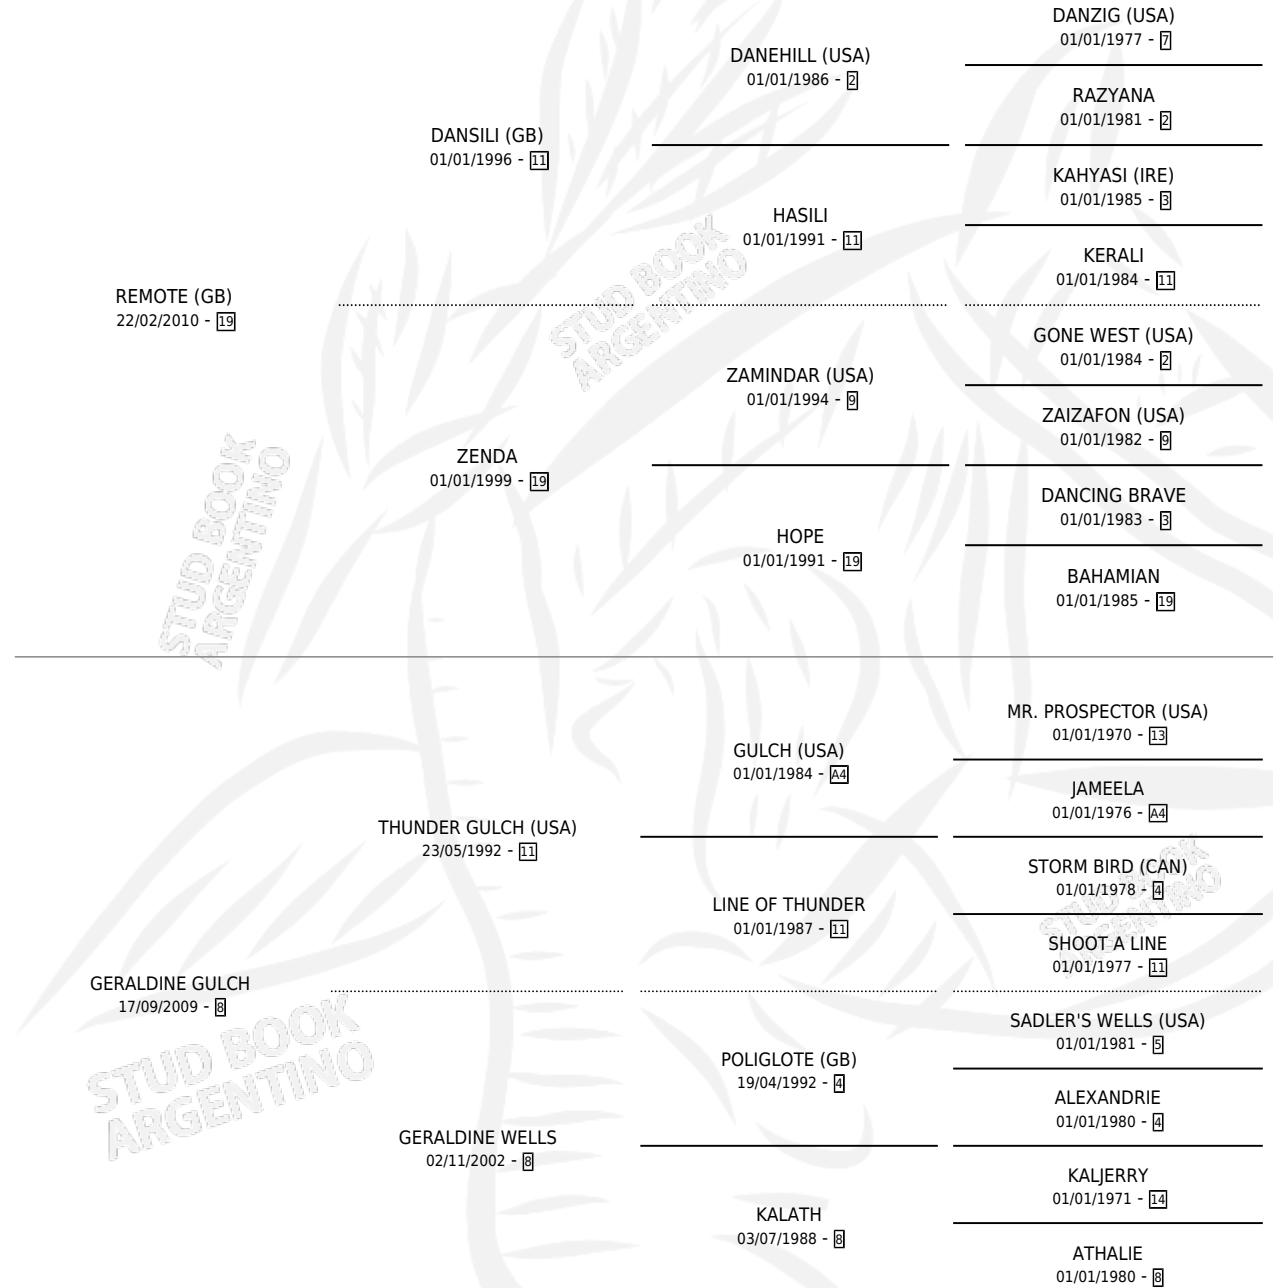 DANZIG (USA)
01/01/1977 - 7
DANEHILL (USA)
01/01/1986 - 2
RAZYANA
01/01/1981 - 2
DANSILI (GB)
01/01/1996 - 11
KAHYASI (IRE)
01/01/1985 - 3
HASILI
01/01/1991 - 11
KERALI
01/01/1984 - 11
REMOTE (GB)
22/02/2010 - 19
GONE WEST (USA)
01/01/1984 - 2
ZAMINDAR (USA)
01/01/1994 - 9
ZAIZAFON (USA)
01/01/1982 - 9
ZENDA
01/01/1999 - 19
DANCING BRAVE
01/01/1983 - 3
HOPE
01/01/1991 - 19
BAHAMIAN
01/01/1985 - 19
MR. PROSPECTOR (USA)
01/01/1970 - 13
GULCH (USA)
01/01/1984 - A4
JAMEELA
01/01/1976 - A4
THUNDER GULCH (USA)
23/05/1992 - 11
STORM BIRD (CAN)
01/01/1978 - 4
LINE OF THUNDER
01/01/1987 - 11
SHOOT A LINE
01/01/1977 - 11
GERALDINE GULCH
17/09/2009 - 8
SADLER'S WELLS (USA)
01/01/1981 - 5
POLIGLOTE (GB)
19/04/1992 - 4
ALEXANDRIE
01/01/1980 - 4
GERALDINE WELLS
02/11/2002 - 8
KALJERRY
01/01/1971 - 14
KALATH
03/07/1988 - 8
ATHALIE
01/01/1980 - 8
STUD BOOK
ARGENTINO
STUD BOOK
ARGENTINO
STUD BOOK
ARGENTINO
STUD BOOK
ARGENTINO